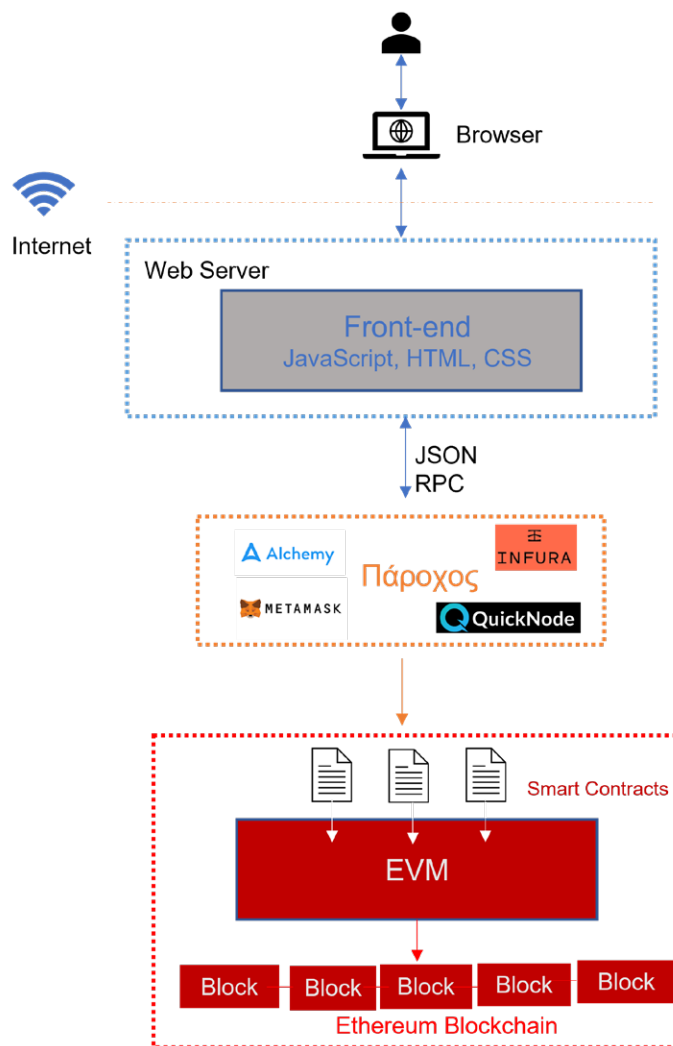 Browser
Internet
Web Server
Front-end
JavaScript, HTML, CSS
JSON
RPC
Alchemy
INFURA
Πάροχος
METAMASK
QuickNode
Smart Contracts
EVM
Block Block Block Block Block
Ethereum Blockchain